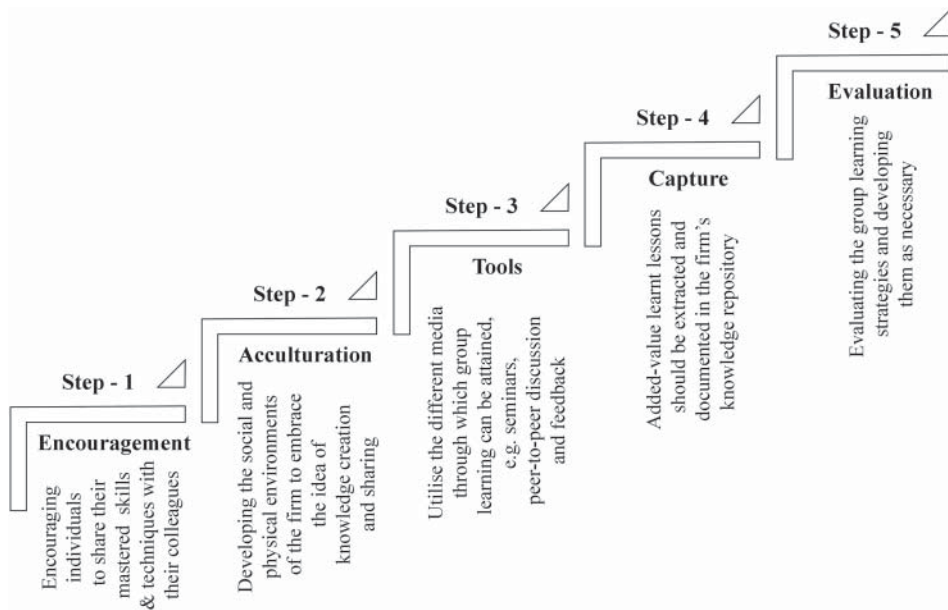 Step - 1
Encouragement
Encouraging
individuals
to share their
mastered skills
& techniques with
their colleagues
Step - 2
Acculturation
Developing the social and
physical environments
of the firm to embrace
the idea of
knowledge creation
and sharing
Step - 3
Tools
Utilise the different media
through which group
learning can be attained,
e.g. seminars,
peer-to-peer discussion
and feedback
Step - 4
Capture
Added-value learnt lessons
should be extracted and
documented in the firm's
knowledge repository
Step - 5
Evaluation
Evaluating the group learning
strategies and developing
them as necessary